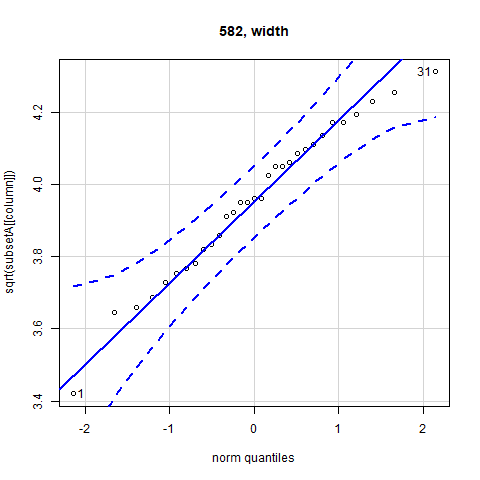 582, width
sqrt(subsetA[[column]])
4.2
4.0
3.8
3.6
3.4
31
1
-2 -1 0 1 2
norm quantiles